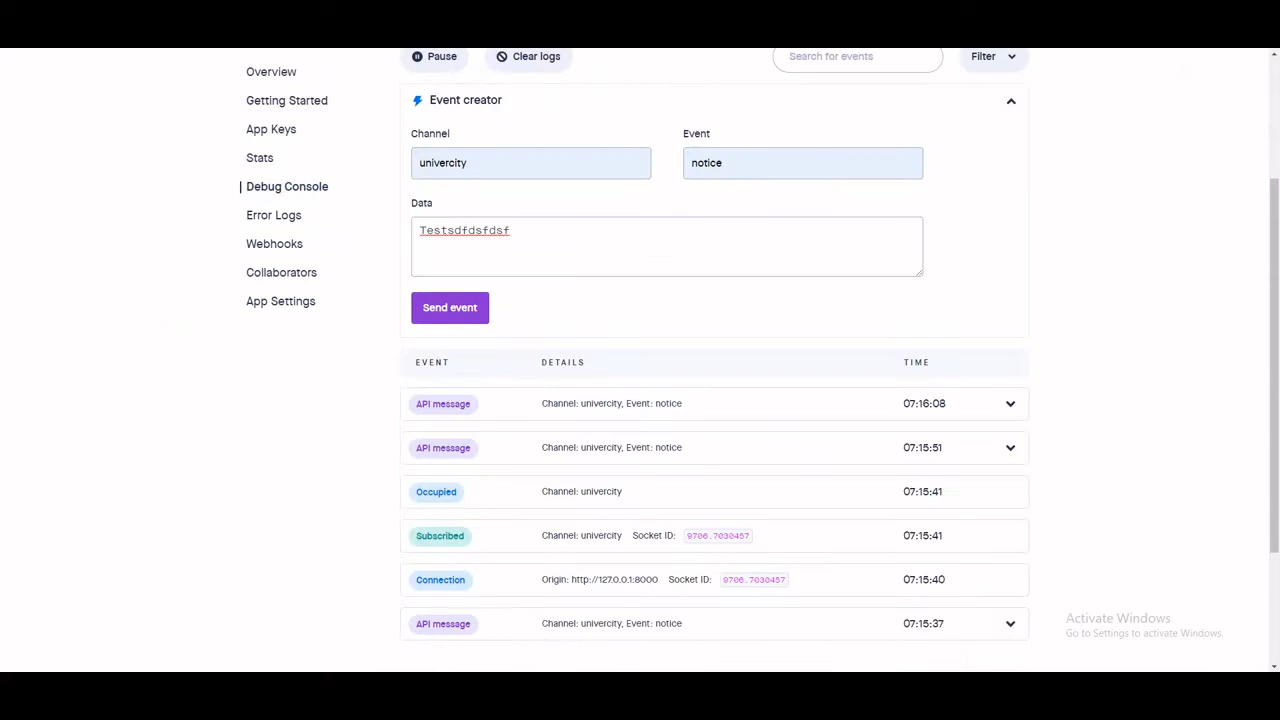 Pause Clear logs Search for events Filter
Overview
Getting Started
App Keys
Stats
Debug Console
Error Logs
Webhooks
Collaborators
App Settings
Event creator
Channel Event
univercity notice
Data
Testsdfdsfdsf
Send event
EVENT DETAILS TIME
API message Channel: univercity, Event: notice 07:16:08
API message Channel: univercity, Event: notice 07:15:51
Occupied Channel: univercity 07:15:41
Subscribed Channel: univercity Socket ID: 9706.7030457 07:15:41
Connection Origin: http://127.0.0.1:8000 Socket ID: 9706.7030457 07:15:40
API message Channel: univercity, Event: notice 07:15:37
Activate Windows
Go to Settings to activate Windows.